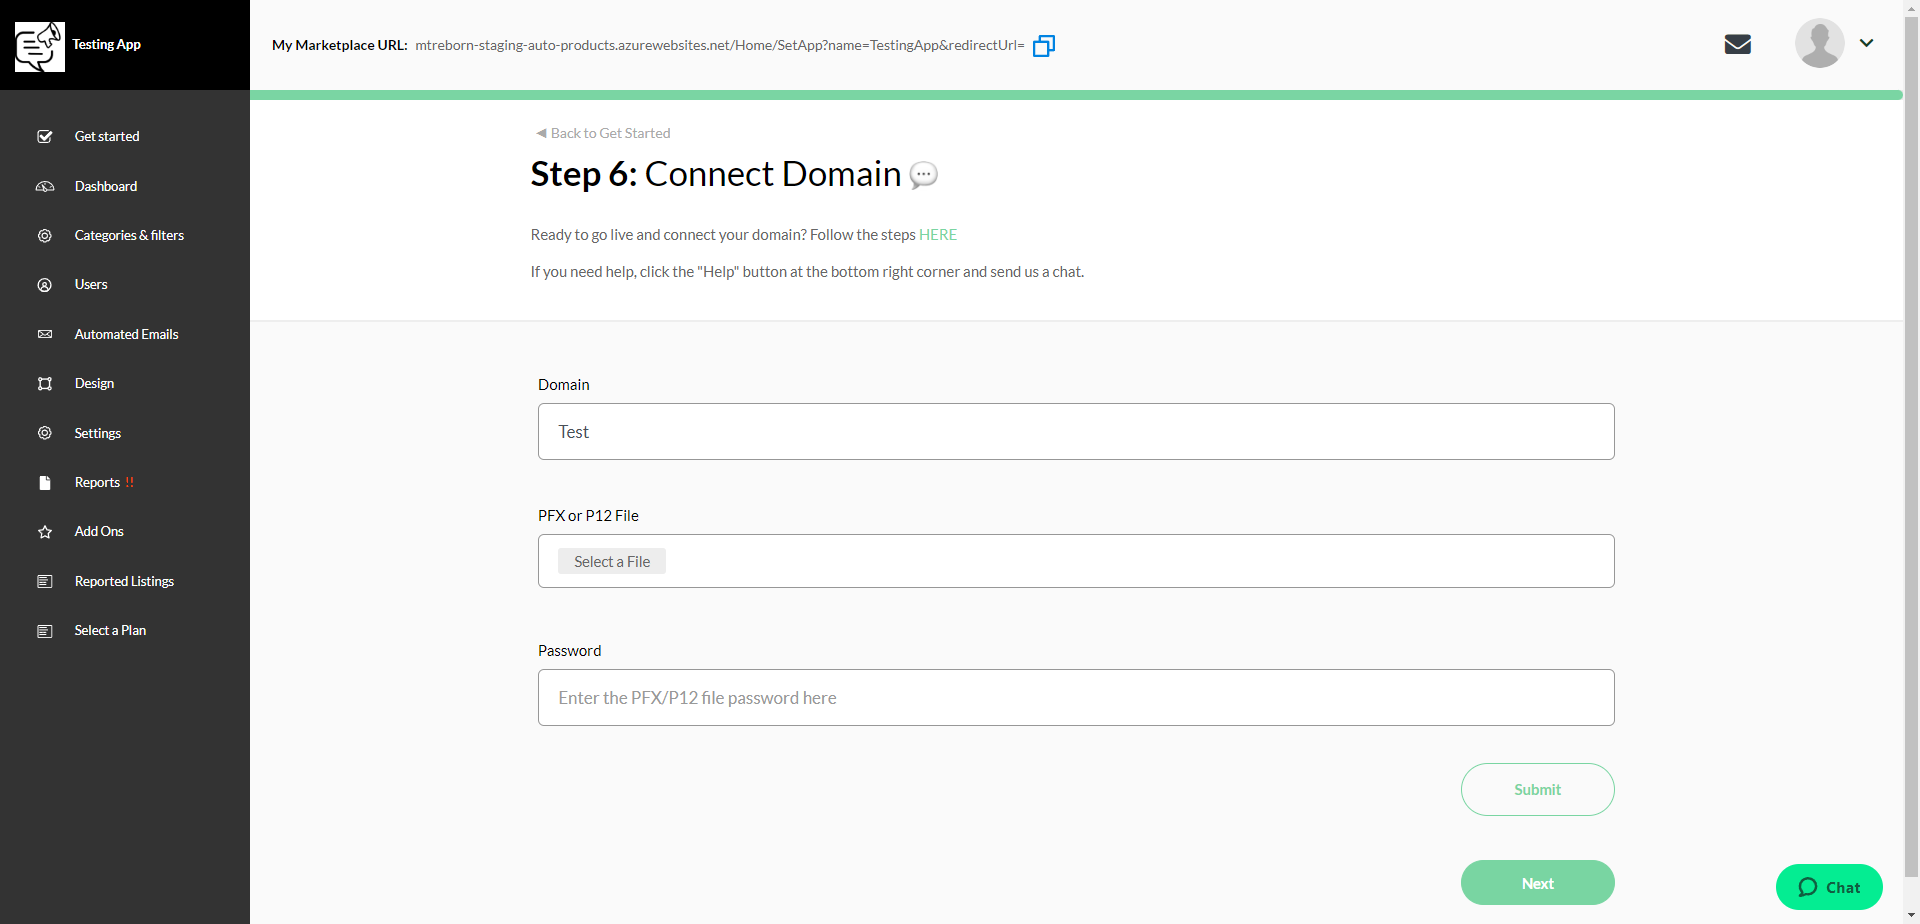 Testing App
My Marketplace URL: mtreborn-staging-auto-products.azurewebsites.net/Home/SetApp?name=TestingApp&redirectUrl=
Get started
Dashboard
Categories & filters
Users
Automated Emails
Design
Settings
Reports !!
Add Ons
Reported Listings
Select a Plan
◄ Back to Get Started
Step 6: Connect Domain
Ready to go live and connect your domain? Follow the steps HERE
If you need help, click the "Help" button at the bottom right corner and send us a chat.
Domain
Test
PFX or P12 File
Select a File
Password
Enter the PFX/P12 file password here
Submit
Next
Chat